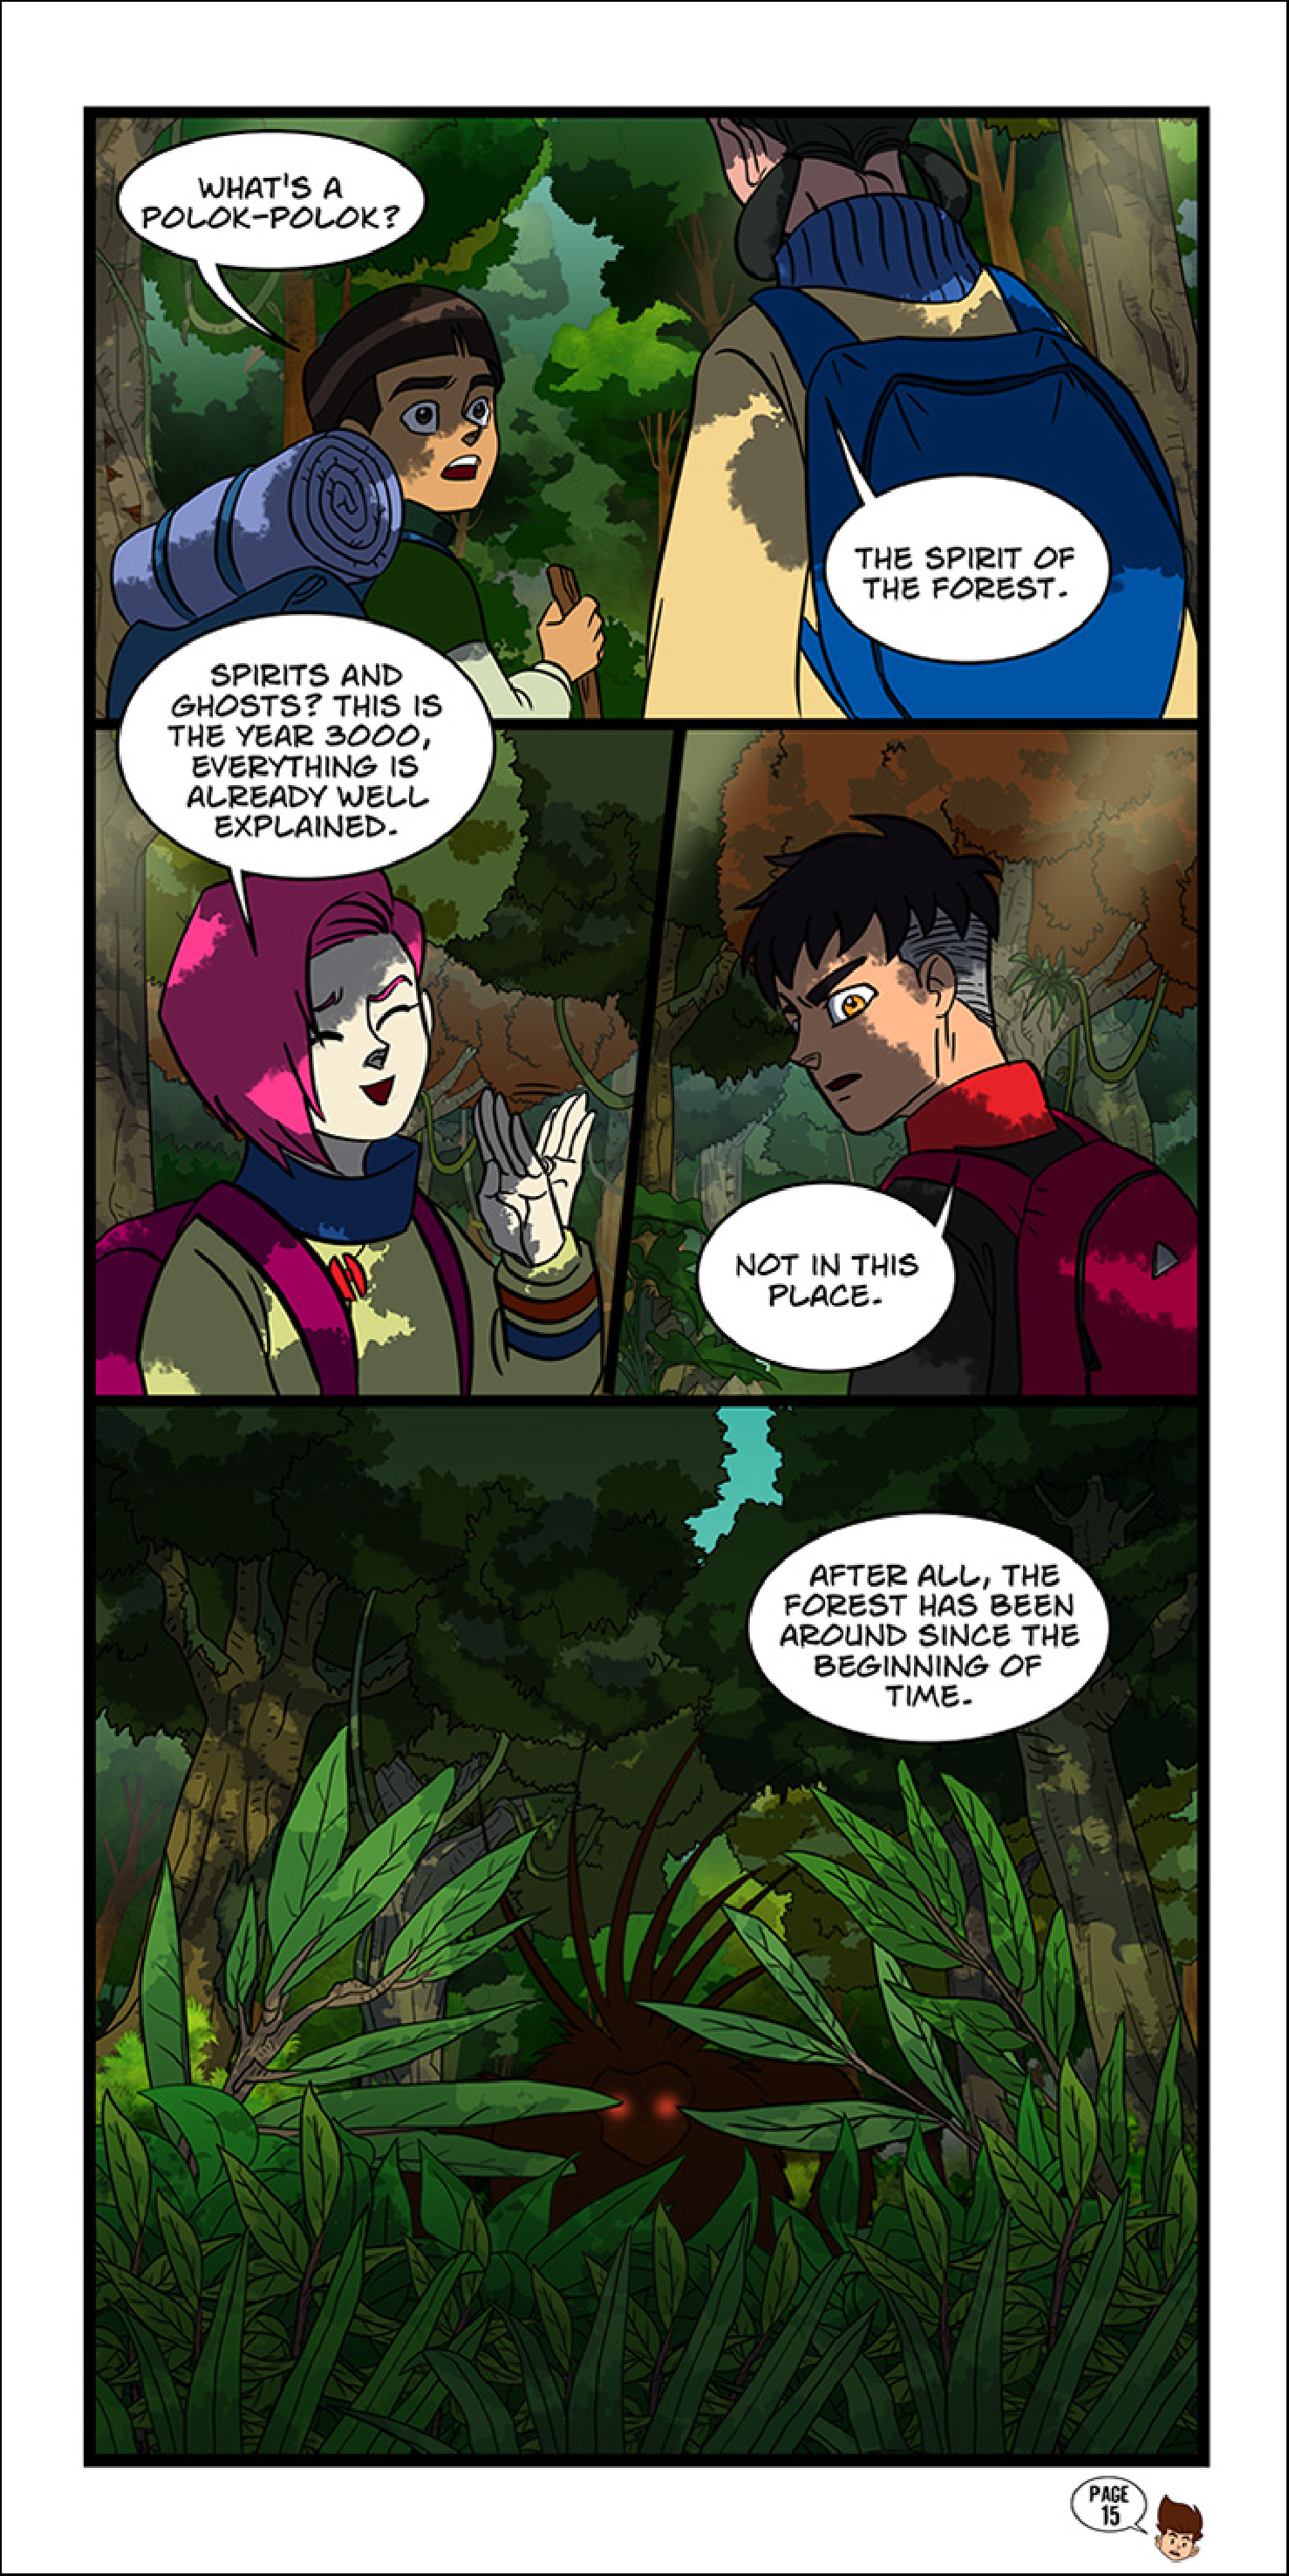 WHAT'S A
POLOK-POLOK?
THE SPIRIT OF
THE FOREST.
SPIRITS AND
GHOSTS? THIS IS
THE YEAR 3000,
EVERYTHING IS
ALREADY WELL
EXPLAINED.
NOT IN THIS
PLACE.
AFTER ALL, THE
FOREST HAS BEEN
AROUND SINCE THE
BEGINNING OF
TIME.
PAGE
15